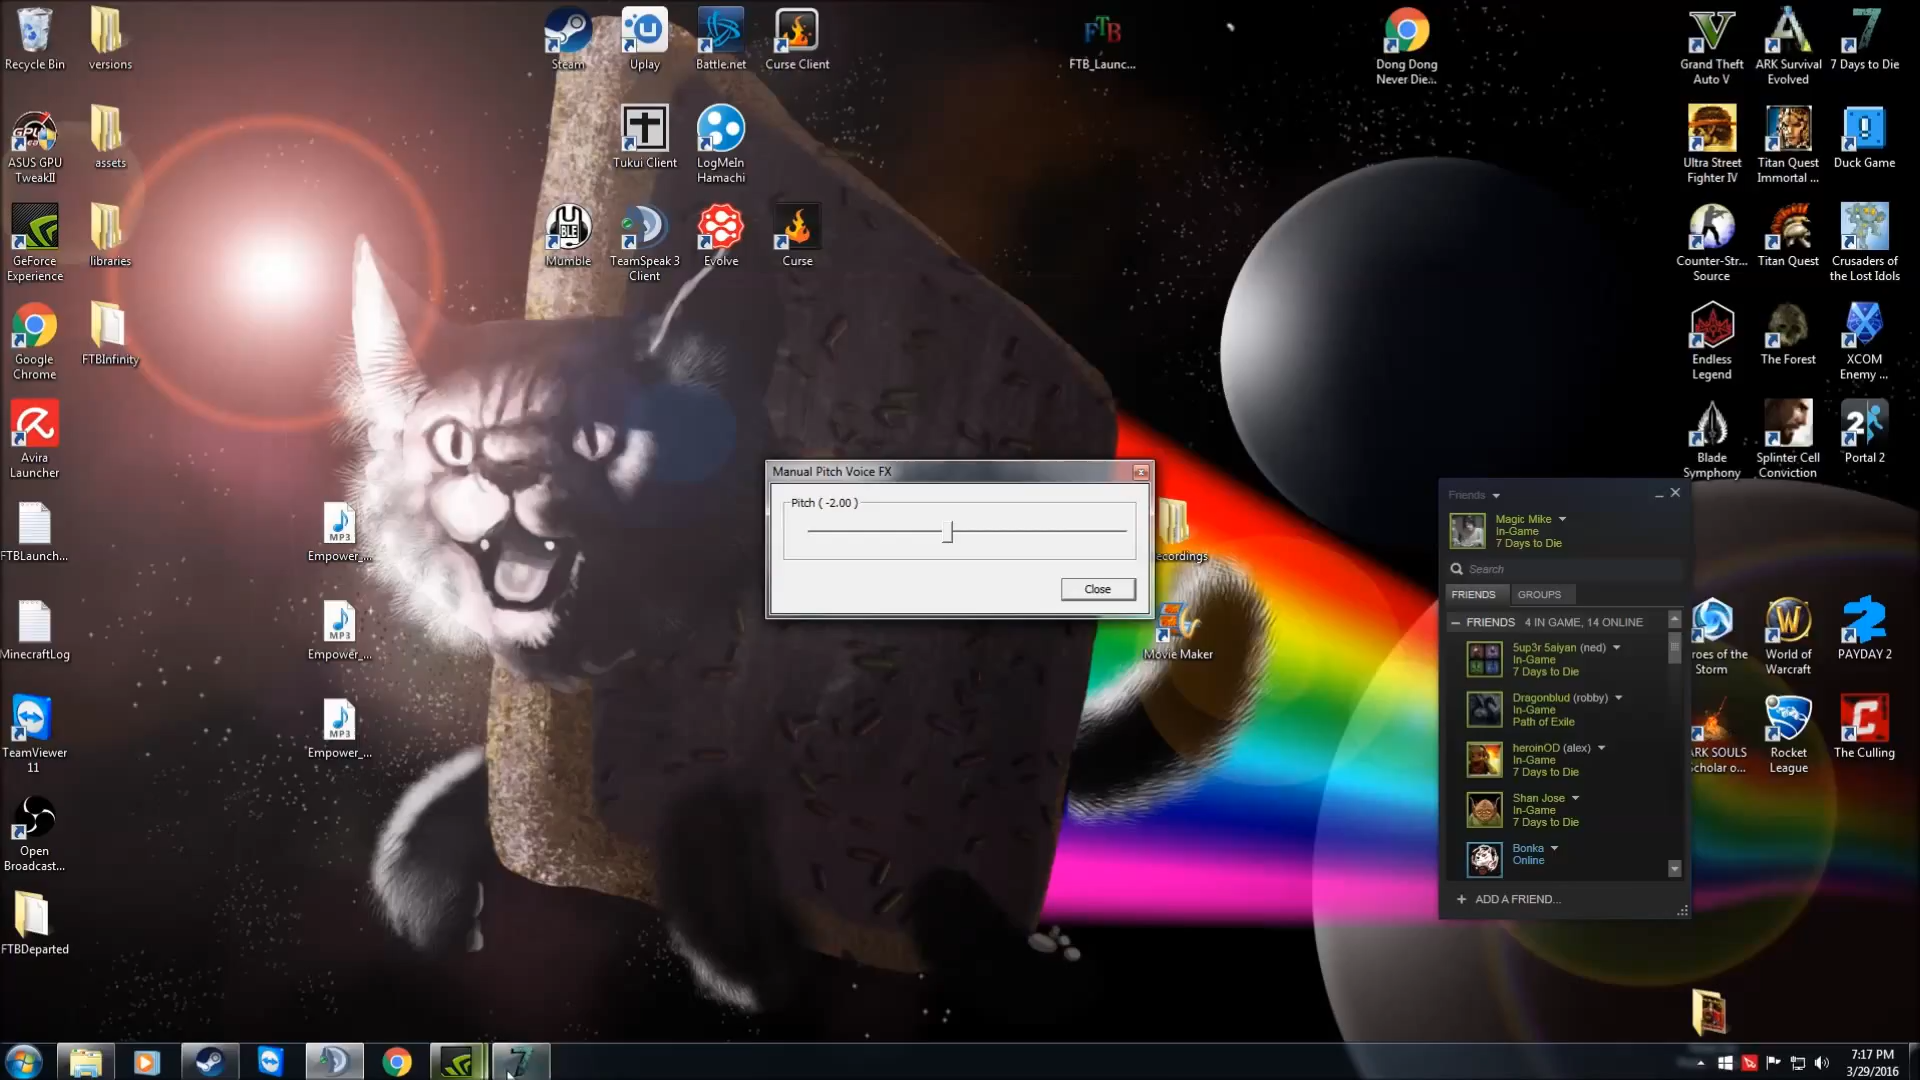 Recycle Bin
versions
Steam
Uplay
Battle.net
Curse Client
FTB
FTB_Launc...
Dong Dong
Never Die...
Grand Theft
Auto V
ARK Survival
Evolved
7 Days to Die
ASUS GPU
TweakII
assets
Tukui Client
LogMeIn
Hamachi
Ultra Street
Fighter IV
Titan Quest
Immortal ...
Duck Game
GeForce
Experience
libraries
Mumble
TeamSpeak 3
Client
Evolve
Curse
Counter-Str...
Source
Titan Quest
Crusaders of
the Lost Idols
Google
Chrome
FTBInfinity
Endless
Legend
The Forest
XCOM
Enemy ...
Avira
Launcher
Blade
Symphony
Splinter Cell
Conviction
Portal 2
Manual Pitch Voice FX
Pitch ( -2.00 )
Close
FTBLaunch...
MP3
Empower_...
ecordings
MinecraftLog
MP3
Empower_...
Movie Maker
TeamViewer
11
MP3
Empower_...
Open
Broadcast...
FTBDeparted
Friends
Magic Mike
In-Game
7 Days to Die
Search
FRIENDS
GROUPS
FRIENDS 4 IN GAME, 14 ONLINE
5up3r 5aiyan (ned)
In-Game
7 Days to Die
Dragonblud (robby)
In-Game
Path of Exile
heroinOD (alex)
In-Game
7 Days to Die
Shan Jose
In-Game
7 Days to Die
Bonka
Online
+ ADD A FRIEND...
roes of the
Storm
World of
Warcraft
PAYDAY 2
ARK SOULS
Scholar o...
Rocket
League
The Culling
7:17 PM
3/29/2016